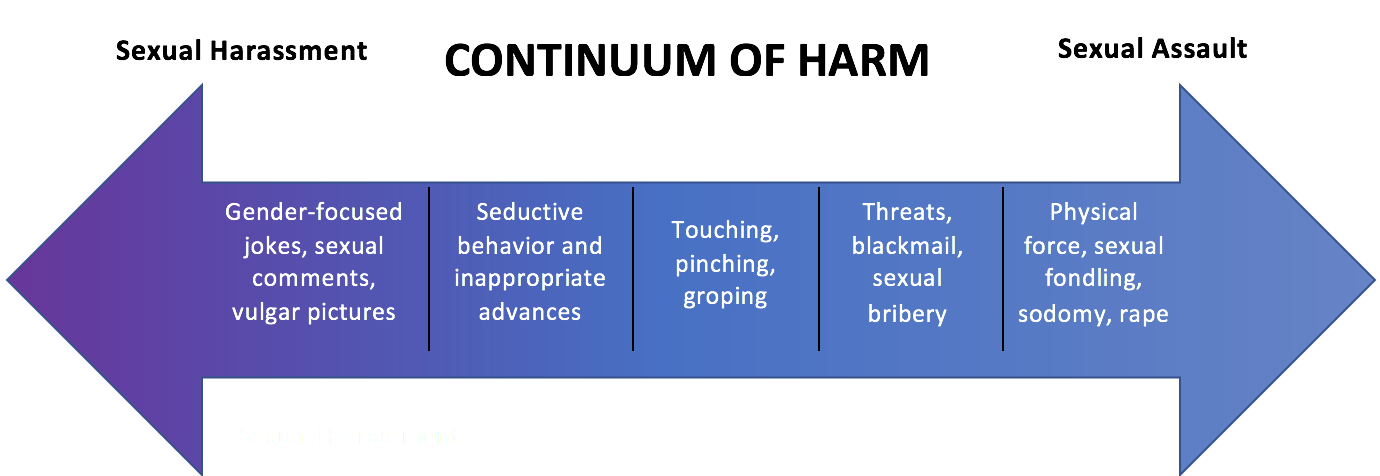 Sexual Harassment
CONTINUUM OF HARM
Sexual Assault
Gender-focused
jokes, sexual
comments,
vulgar pictures
Seductive
behavior and
inappropriate
advances
Touching,
pinching,
groping
Threats,
blackmail,
sexual
bribery
Physical
force, sexual
fondling,
sodomy, rape